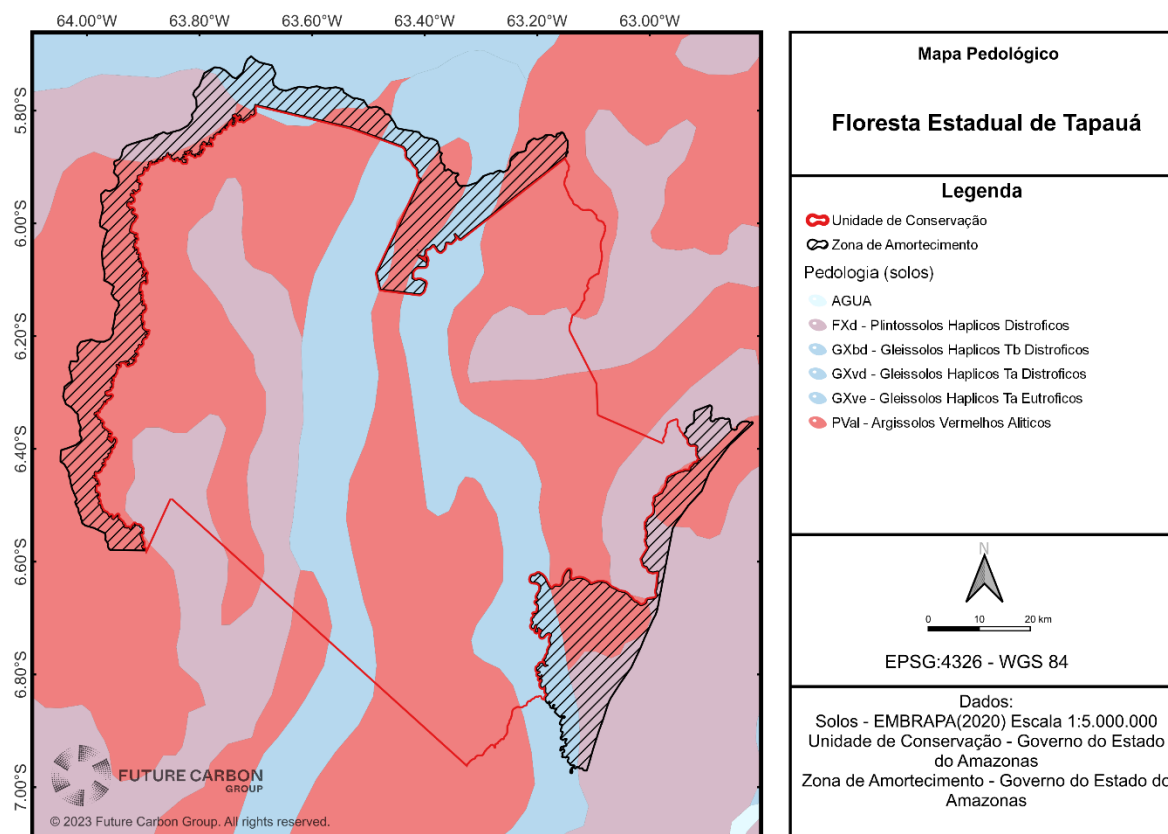 64.00°W 63.80°W 63.60°W 63.40°W 63.20°W 63.00°W
5.80°S
6.00°S
6.20°S
6.40°S
6.60°S
6.80°S
7.00°S
FUTURE CARBON
GROUP
© 2023 Future Carbon Group. All rights reserved.
Mapa Pedológico
Floresta Estadual de Tapauá
Legenda
Unidade de Conservação
Zona de Amortecimento
Pedologia (solos)
AGUA
FXd - Plintossolos Haplicos Distroficos
GXbd - Gleissolos Haplicos Tb Distroficos
GXvd - Gleissolos Haplicos Ta Distroficos
GXve - Gleissolos Haplicos Ta Eutroficos
PVal - Argissolos Vermelhos Aliticos
N
0 10 20 km
EPSG:4326 - WGS 84
Dados:
Solos - EMBRAPA(2020) Escala 1:5.000.000
Unidade de Conservação - Governo do Estado
do Amazonas
Zona de Amortecimento - Governo do Estado do
Amazonas